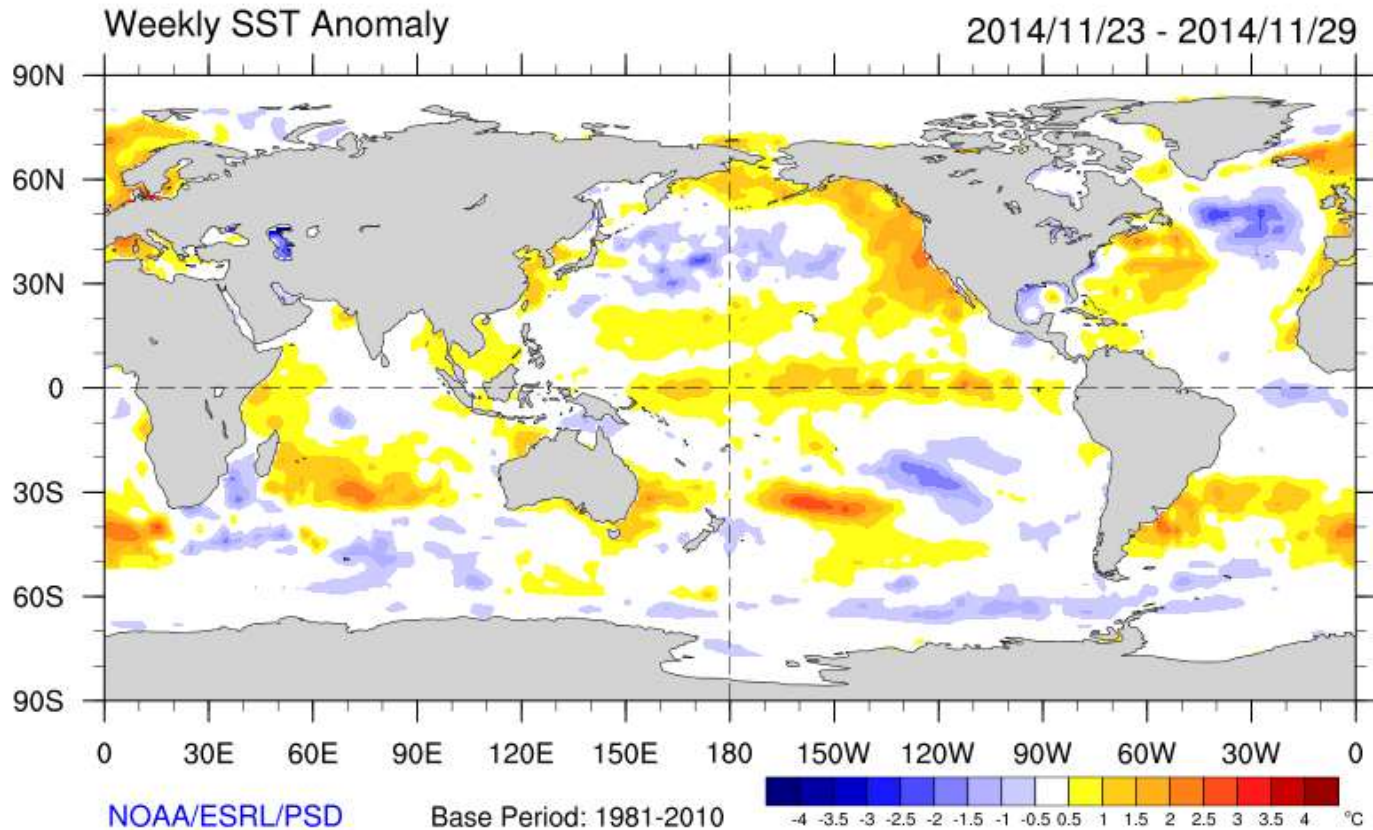 Weekly SST Anomaly
2014/11/23 - 2014/11/29
90N
60N
30N
0
30S
60S
90S
0 30E 60E 90E 120E 150E 180 150W 120W 90W 60W 30W 0
-4 -3.5 -3 -2.5 -2 -1.5 -1 -0.5 0.5 1 1.5 2 2.5 3 3.5 4 °C
NOAA/ESRL/PSD
Base Period: 1981-2010